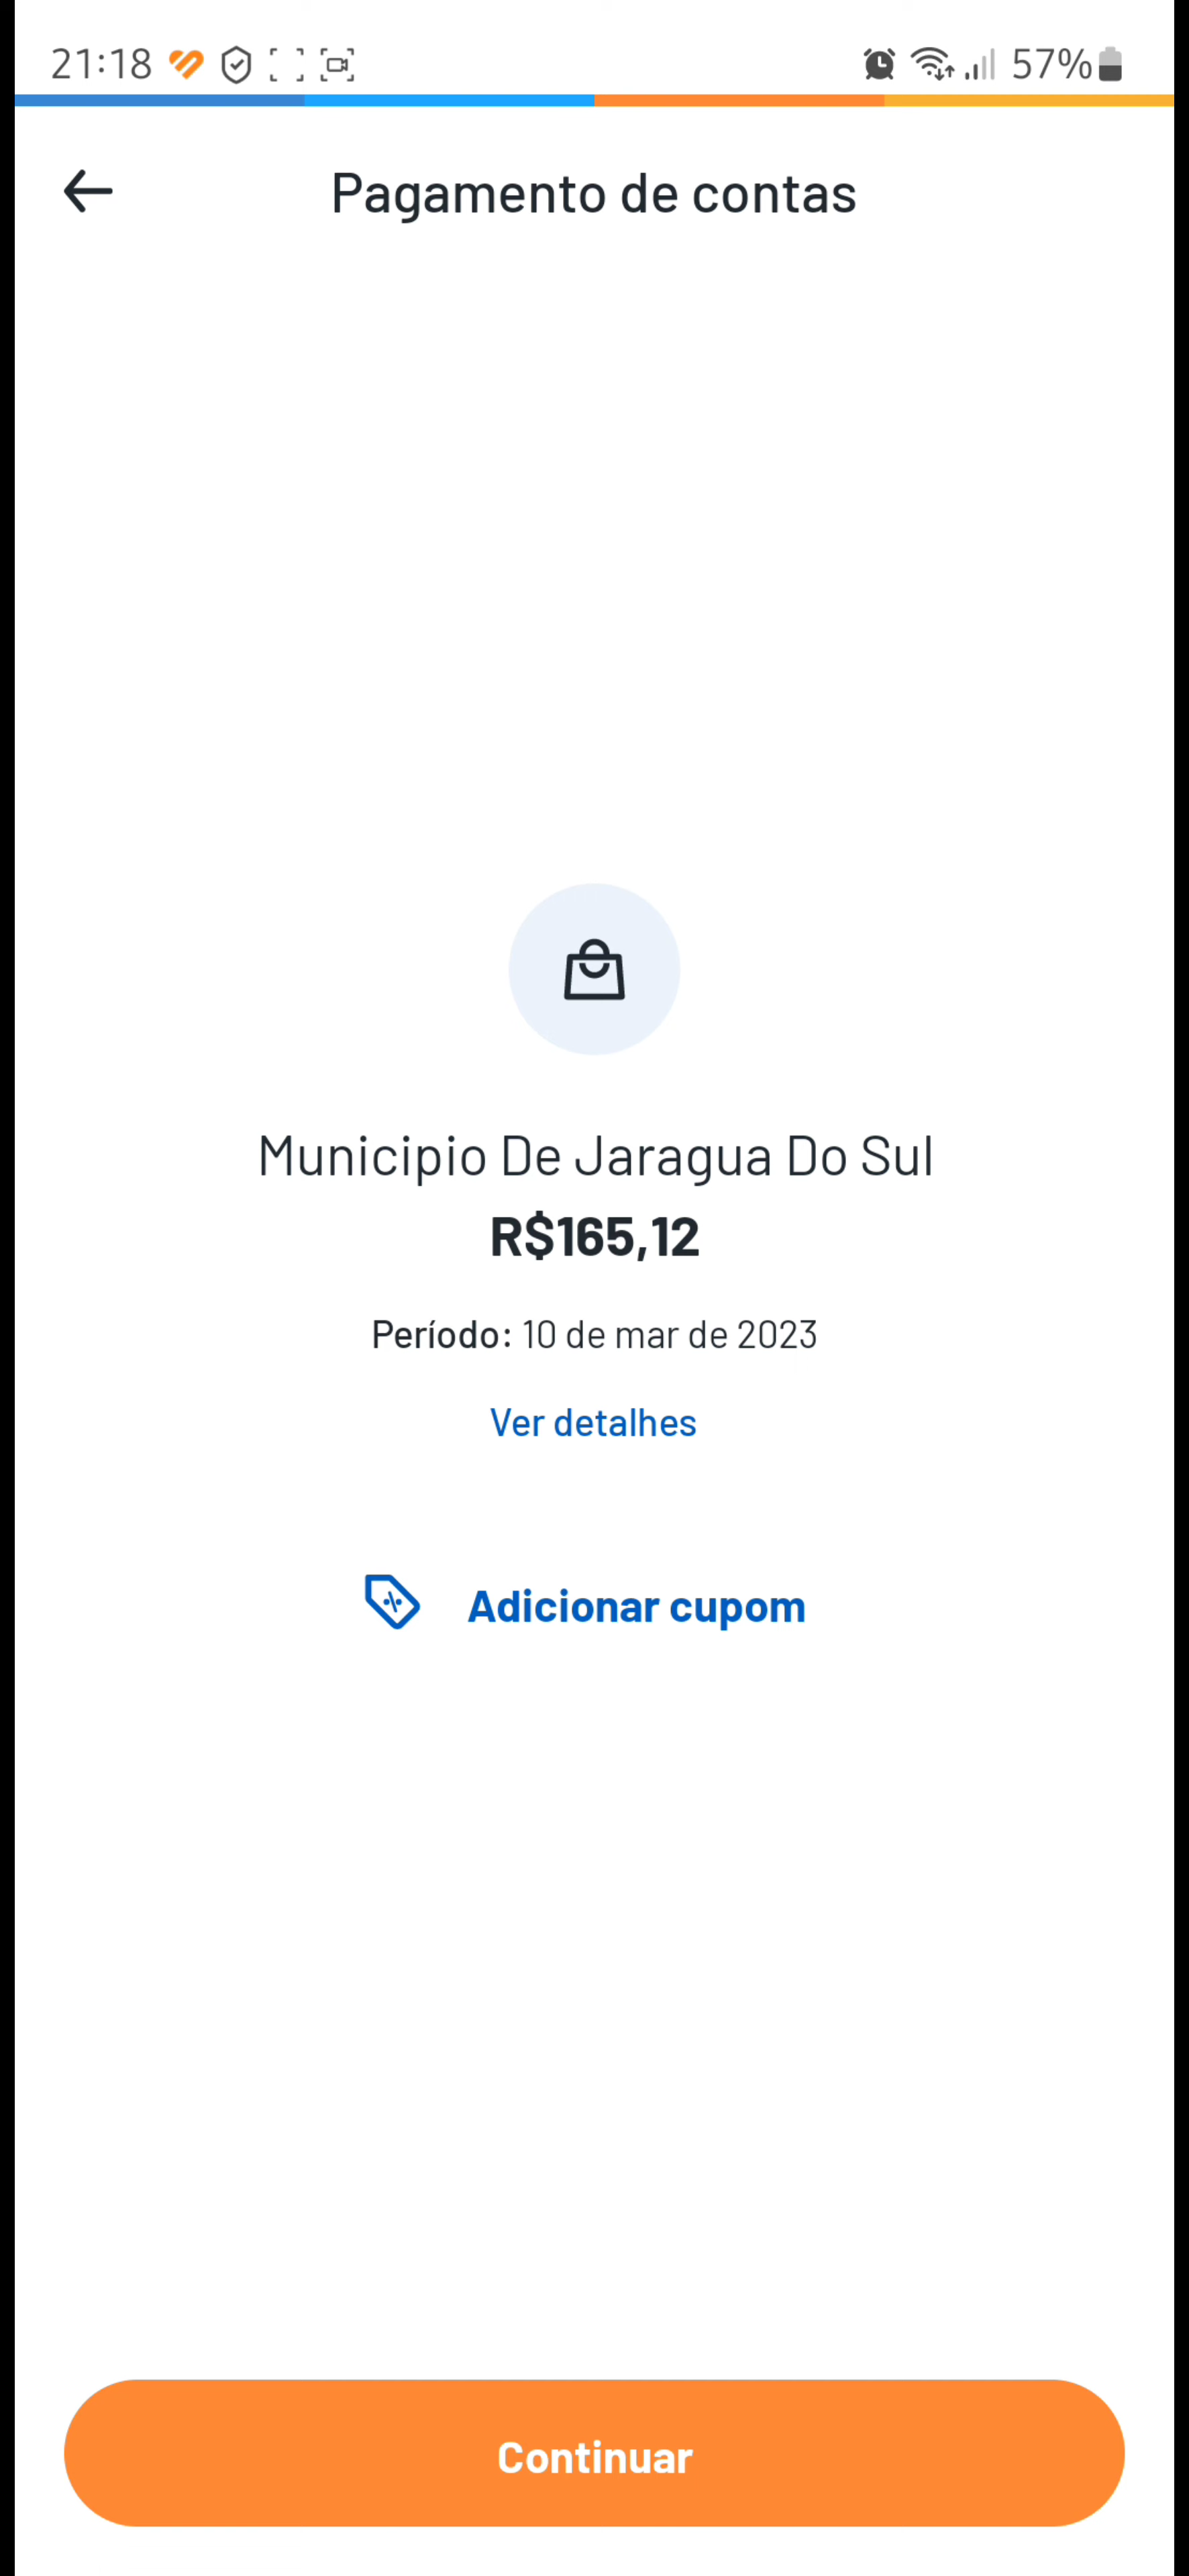 21:18 57%
Pagamento de contas
Municipio De Jaragua Do Sul
R$165,12
Período: 10 de mar de 2023
Ver detalhes
Adicionar cupom
Continuar